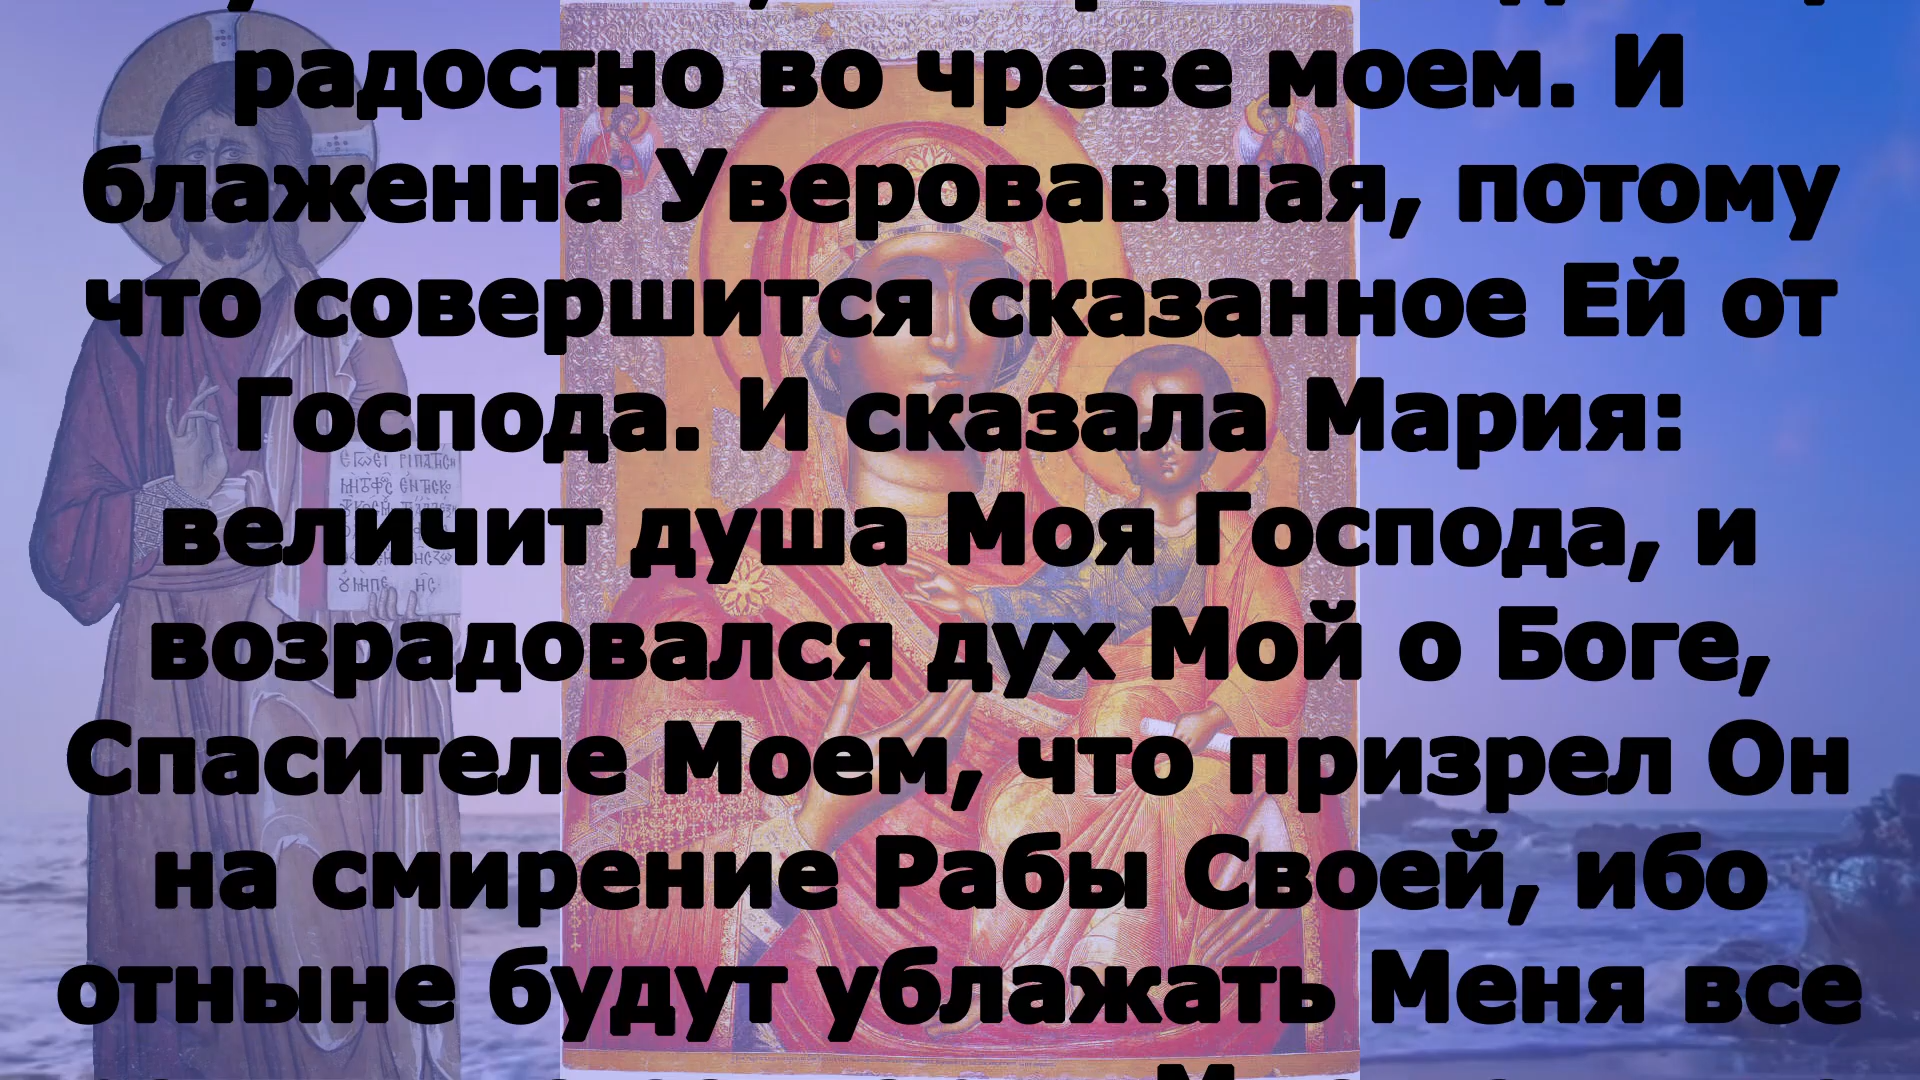 радостно во чреве моем. И
блаженна Уверовавшая, потому
что совершится сказанное Ей от
Господа. И сказала Мария:
величит душа Моя Господа, и
возрадовался дух Мой о Боге,
Спасителе Моем, что призрел Он
на смирение Рабы Своей, ибо
отныне будут ублажать Меня все